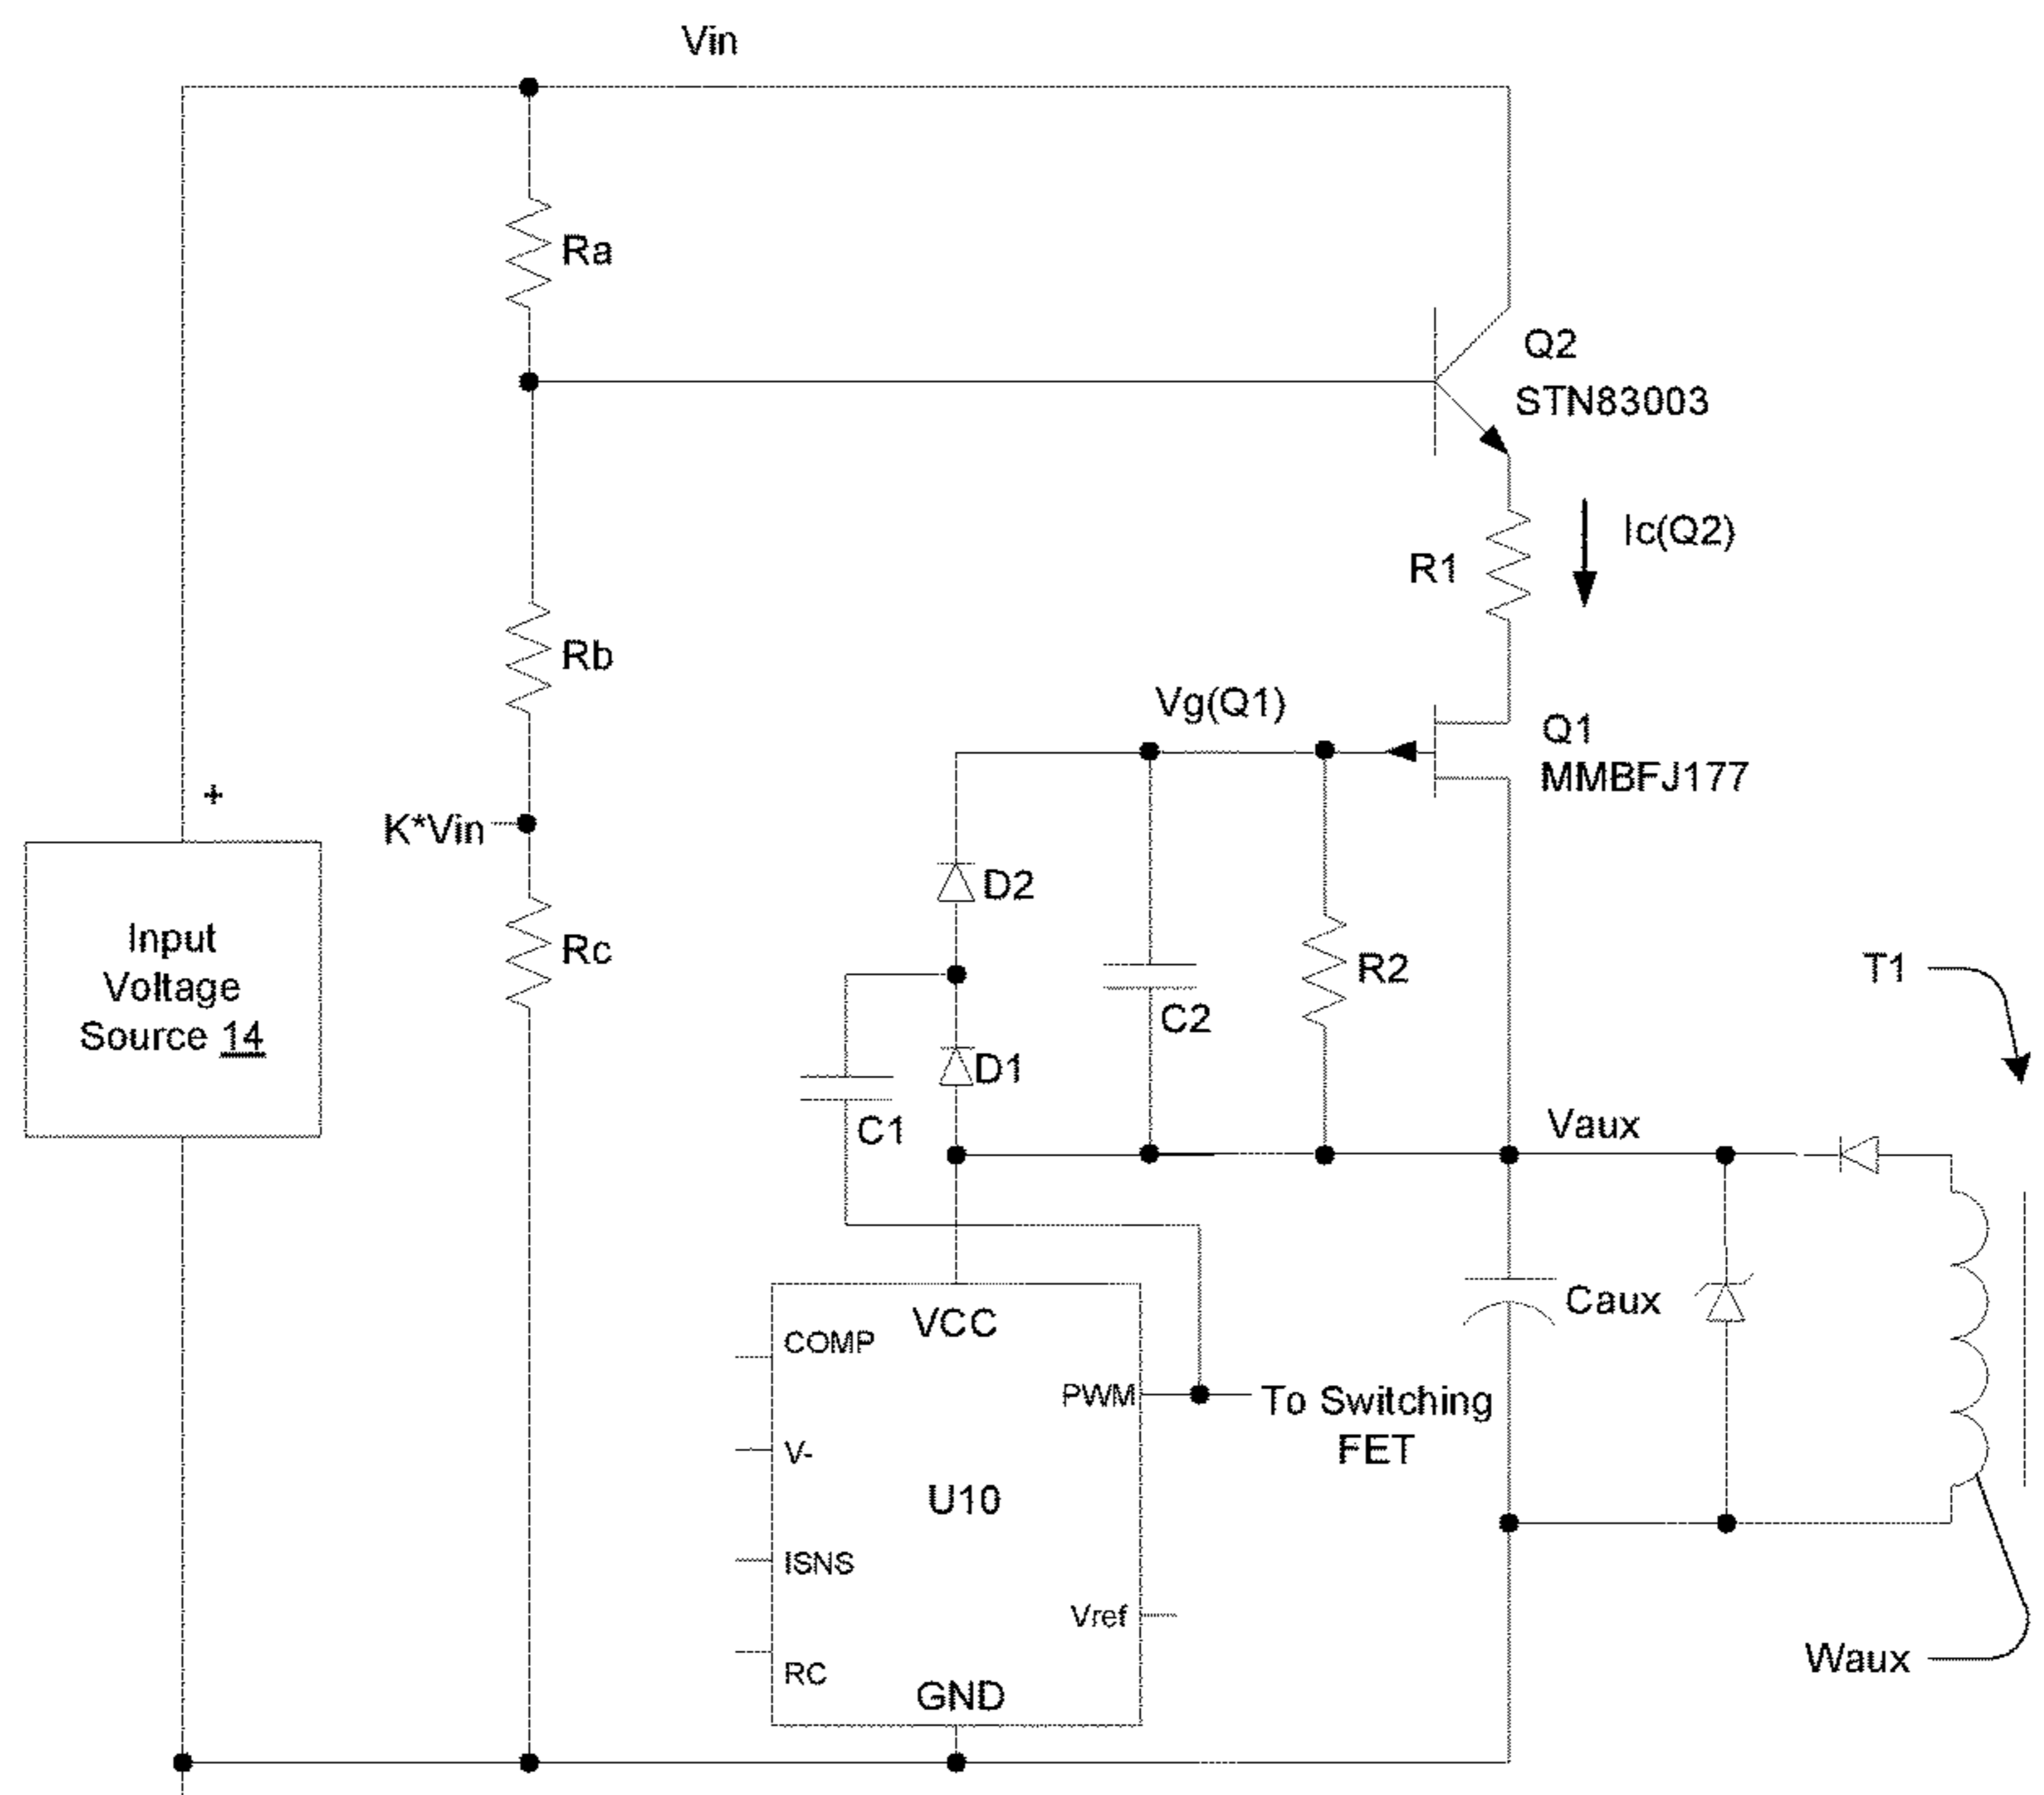 Vin
Ra
Q2
STN83003
Ic(Q2)
R1
Rb
Vg(Q1)
Q1
MMBFJ177
+
K*Vin
D2
Input
Voltage
Source 14
Rc
R2
T1
C2
D1
C1
Vaux
Caux
VCC
COMP
PWM
To Switching
FET
V-
U10
ISNS
Vref
RC
GND
Waux